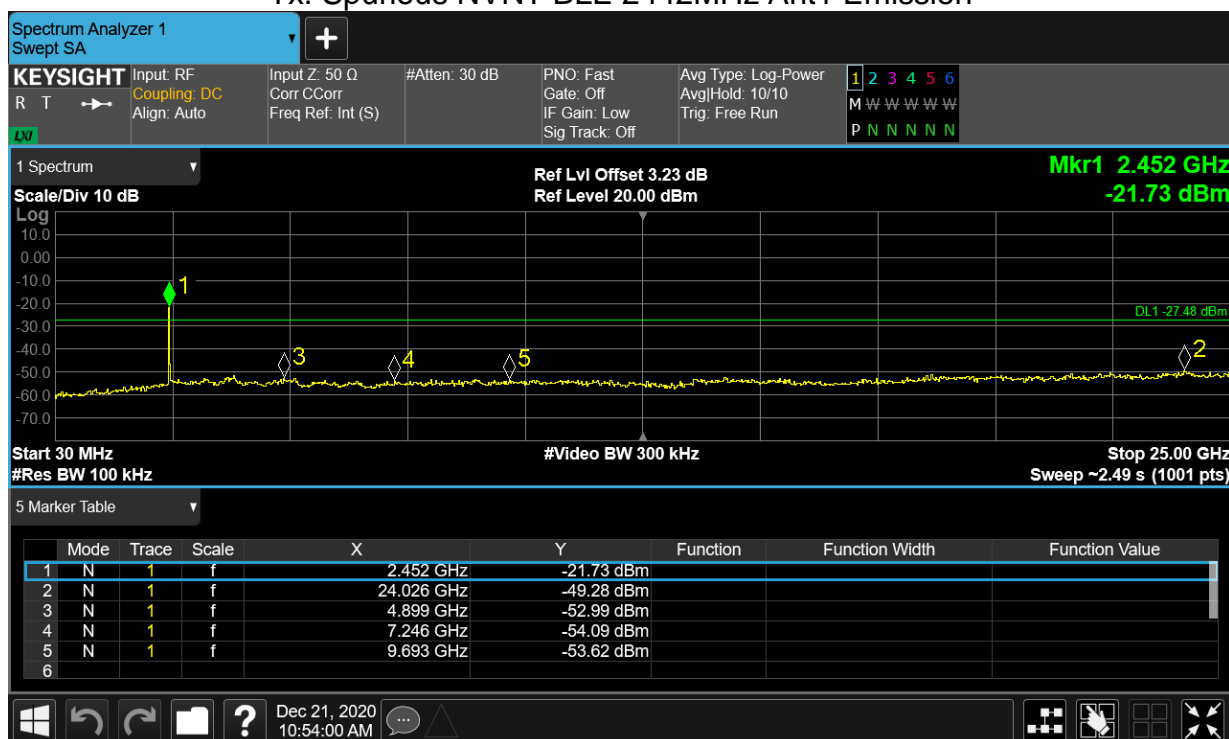 Tx. Spurious NVNT BLE 2442MHz Ant1 Emission
Spectrum Analyzer 1
Swept SA
KEYSIGHT
R T
LXI
Input: RF
Coupling: DC
Align: Auto
Input Z: 50 Ω
Corr CCorr
Freq Ref: Int (S)
#Atten: 30 dB
PNO: Fast
Gate: Off
IF Gain: Low
Sig Track: Off
Avg Type: Log-Power
Avg|Hold: 10/10
Trig: Free Run
1 2 3 4 5 6
M W W W W W
P N N N N N
1 Spectrum
Scale/Div 10 dB
Ref Lvl Offset 3.23 dB
Ref Level 20.00 dBm
Mkr1 2.452 GHz
-21.73 dBm
Log
10.0
0.00
-10.0
-20.0
-30.0
-40.0
-50.0
-60.0
-70.0
1
DL1 -27.48 dBm
3
4
5
2
Start 30 MHz
#Res BW 100 kHz
#Video BW 300 kHz
Stop 25.00 GHz
Sweep ~2.49 s (1001 pts)
5 Marker Table
Mode Trace Scale X Y Function Function Width Function Value
1 N 1 f 2.452 GHz -21.73 dBm
2 N 1 f 24.026 GHz -49.28 dBm
3 N 1 f 4.899 GHz -52.99 dBm
4 N 1 f 7.246 GHz -54.09 dBm
5 N 1 f 9.693 GHz -53.62 dBm
6
?
Dec 21, 2020
10:54:00 AM